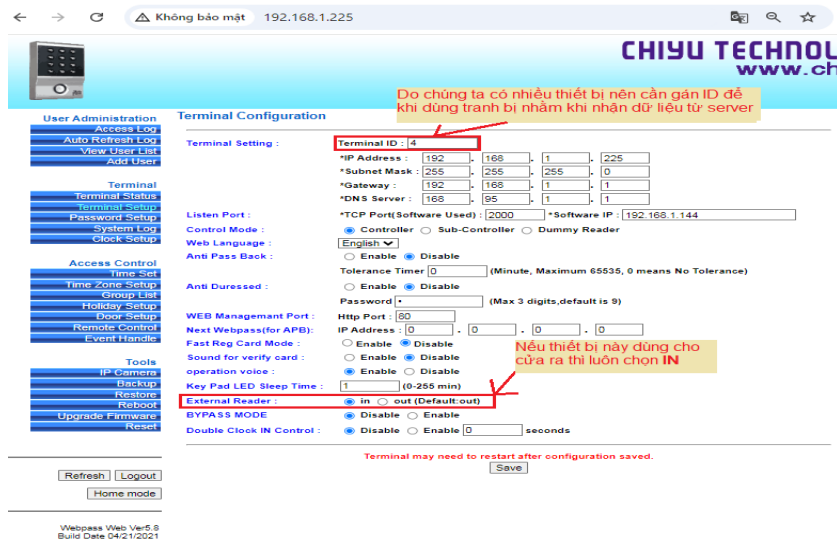 Không bảo mật 192.168.1.225
CHIYU TECHNOL
www.ch
Do chúng ta có nhiều thiết bị nên cần gán ID để
khi dùng tranh bị nhầm khi nhận dữ liệu từ server
User Administration
Access Log
Auto Refresh Log
View User List
Add User
Terminal
Terminal Status
Terminal Setup
Password Setup
System Log
Clock Setup
Access Control
Time Set
Time Zone Setup
Group List
Holiday Setup
Door Setup
Remote Control
Event Handle
Tools
IP Camera
Backup
Restore
Reboot
Upgrade Firmware
Reset
Refresh Logout
Home mode
Webpass Web Ver5.8
Build Date 04/21/2021
Terminal Configuration
Terminal Setting : Terminal ID : 4
*IP Address : 192 . 168 . 1 . 225
*Subnet Mask : 255 . 255 . 255 . 0
*Gateway : 192 . 168 . 1 . 1
*DNS Server : 168 . 95 . 1 . 1
Listen Port : *TCP Port(Software Used) : 2000 *Software IP : 192.168.1.144
Control Mode : Controller Sub-Controller Dummy Reader
Web Language : English
Anti Pass Back : Enable Disable
Tolerance Timer 0 (Minute, Maximum 65535, 0 means No Tolerance)
Anti Duressed : Enable Disable
Password • (Max 3 digits,default is 9)
WEB Managemant Port : Http Port : 80
Next Webpass(for APB): IP Address : 0 . 0 . 0 . 0
Fast Reg Card Mode : Enable Disable
Sound for verify card : Enable Disable
operation voice : Enable Disable
Key Pad LED Sleep Time : 1 (0-255 min)
External Reader : in out (Default:out)
BYPASS MODE Disable Enable
Double Clock IN Control : Disable Enable 0 seconds
Nếu thiết bị này dùng cho
cửa ra thì luôn chọn IN
Terminal may need to restart after configuration saved.
Save